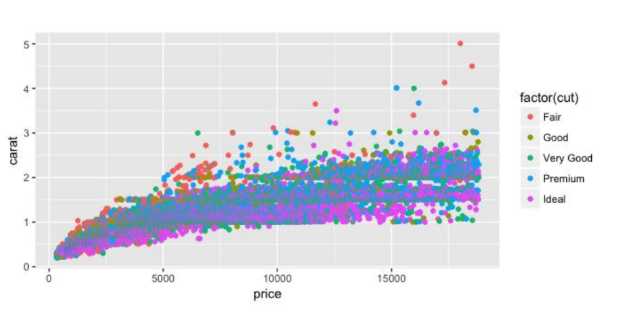 5
4
3
2
1
0
carat
0 5000 10000 15000
price
factor(cut)
Fair
Good
Very Good
Premium
Ideal